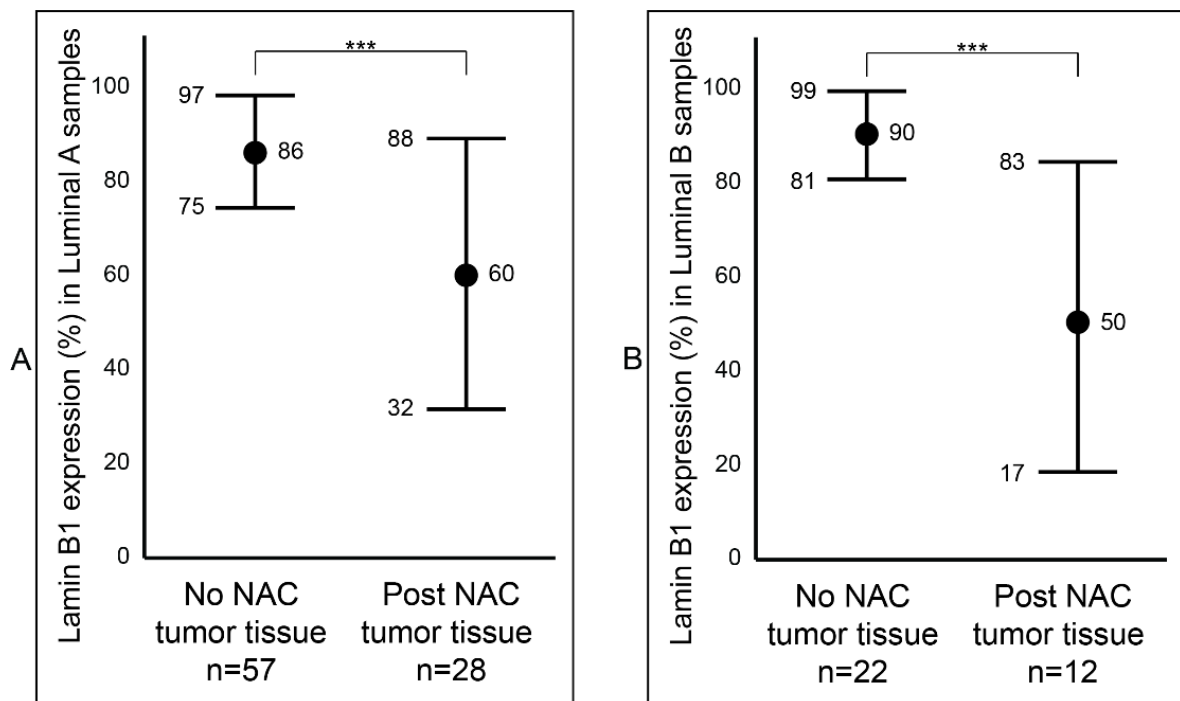 A
Lamin B1 expression (%) in Luminal A samples
100
80
60
40
20
0
***
97
86
75
88
60
32
No NAC
tumor tissue
n=57
Post NAC
tumor tissue
n=28
B
Lamin B1 expression (%) in Luminal B samples
100
80
60
40
20
0
***
99
90
81
83
50
17
No NAC
tumor tissue
n=22
Post NAC
tumor tissue
n=12